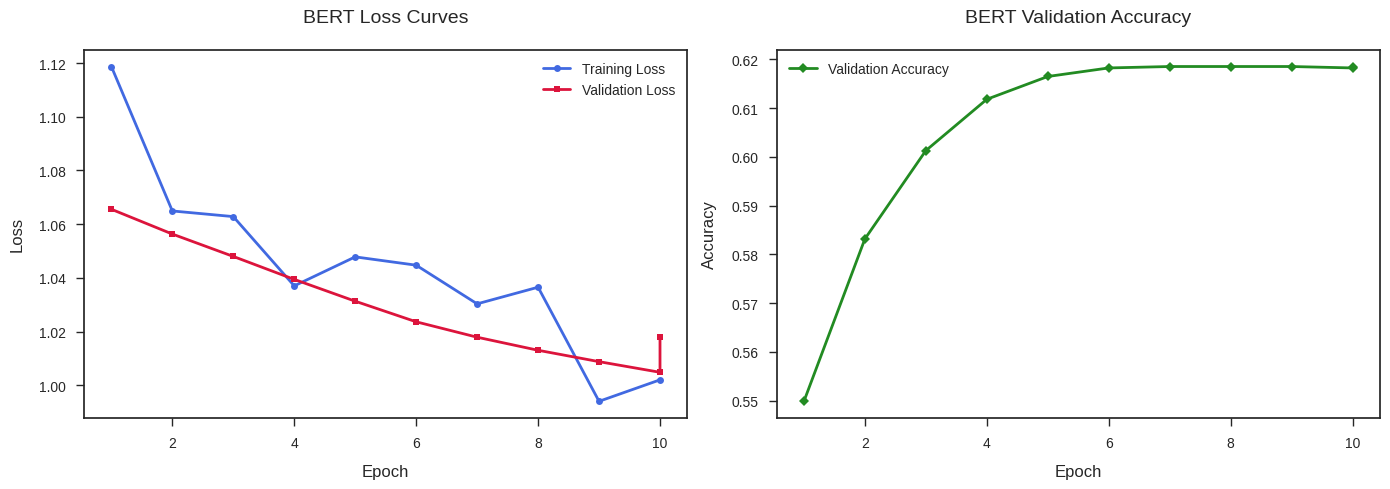 BERT Loss Curves
Training Loss
Validation Loss
1.12
1.10
1.08
1.06
1.04
1.02
1.00
Loss
2 4 6 8 10
Epoch
BERT Validation Accuracy
Validation Accuracy
0.62
0.61
0.60
0.59
0.58
0.57
0.56
0.55
Accuracy
2 4 6 8 10
Epoch